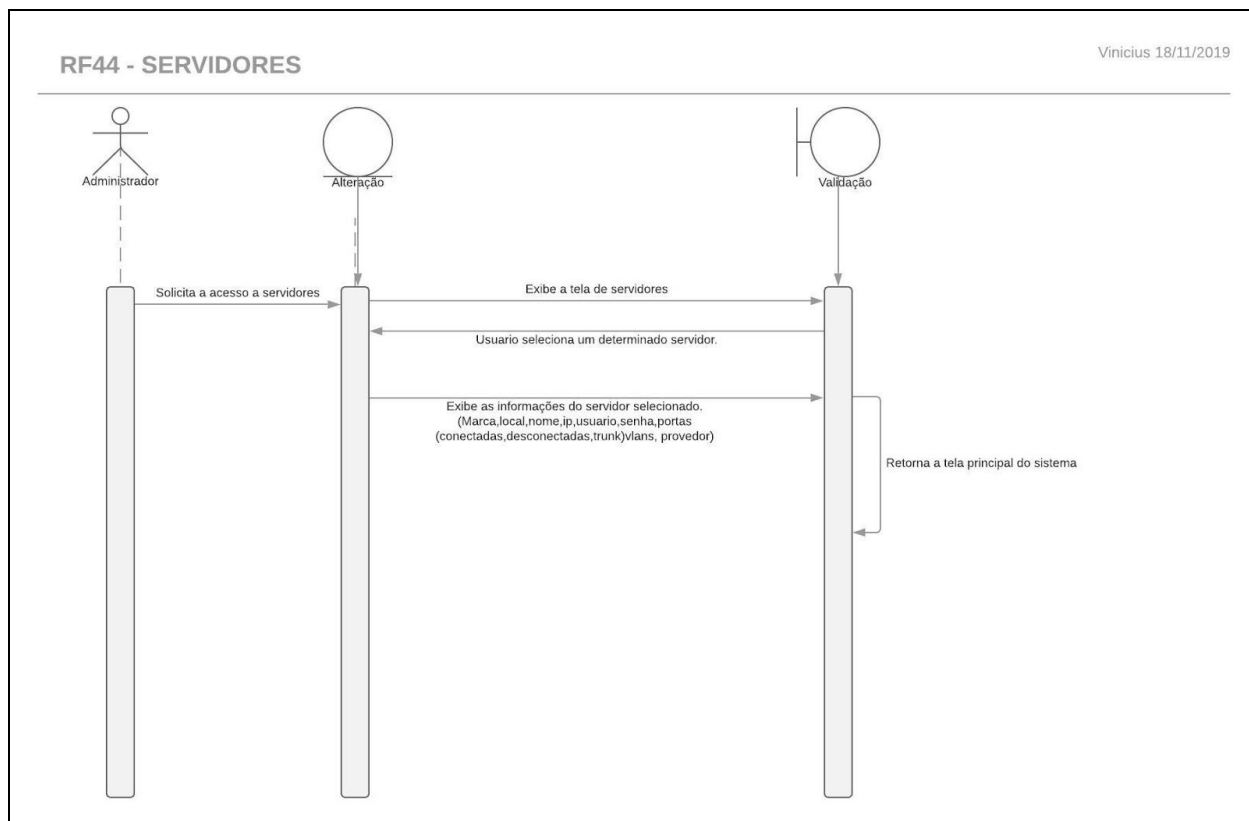 RF44 - SERVIDORES
Vinicius 18/11/2019
Administrador
Alteração
Validação
Solicita a acesso a servidores
Exibe a tela de servidores
Usuario seleciona um determinado servidor.
Exibe as informações do servidor selecionado.
(Marca,local,nome,ip,usuario,senha,portas
(conectadas,desconectadas,trunk)vlans, provedor)
Retorna a tela principal do sistema